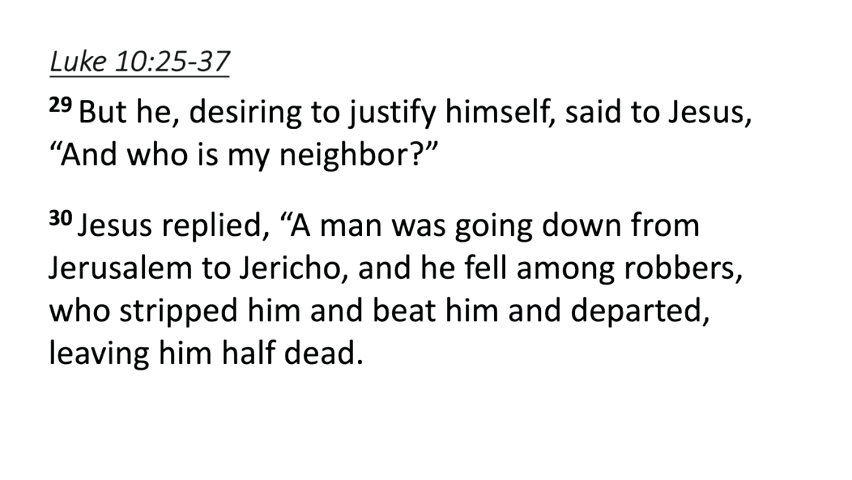 Luke 10:25-37
29 But he, desiring to justify himself, said to Jesus,
“And who is my neighbor?”
30 Jesus replied, “A man was going down from
Jerusalem to Jericho, and he fell among robbers,
who stripped him and beat him and departed,
leaving him half dead.